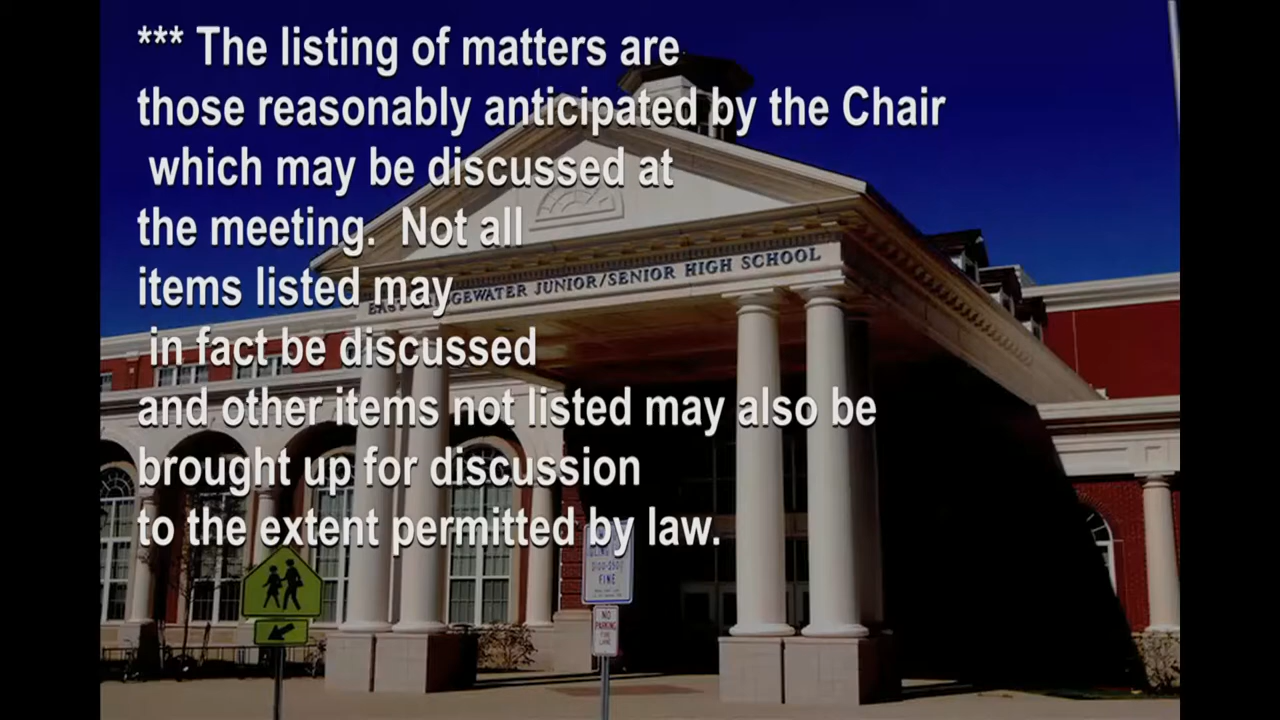 *** The listing of matters are
those reasonably anticipated by the Chair
which may be discussed at
the meeting. Not all
items listed may
in fact be discussed
and other items not listed may also be
brought up for discussion
to the extent permitted by law.
JUNIOR/SENIOR HIGH SCHOOL
FINE
NO
PARKING